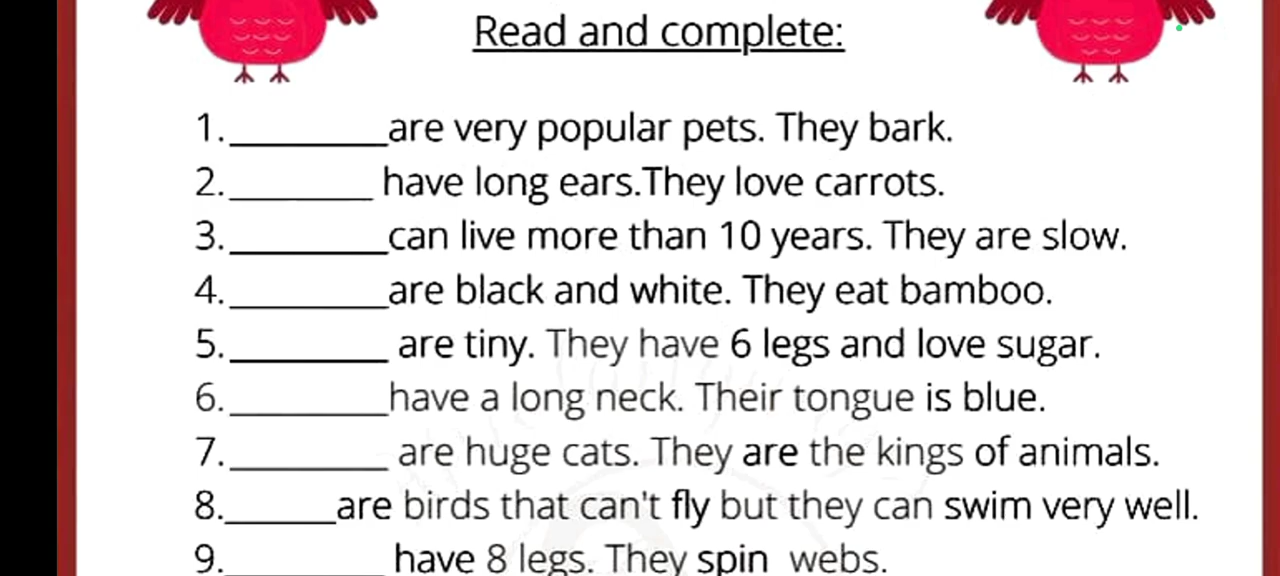 Read and complete:
1.________are very popular pets. They bark.
2._______ have long ears.They love carrots.
3.________can live more than 10 years. They are slow.
4.________are black and white. They eat bamboo.
5.________ are tiny. They have 6 legs and love sugar.
6.________have a long neck. Their tongue is blue.
7.________ are huge cats. They are the kings of animals.
8.______are birds that can't fly but they can swim very well.
9.________ have 8 legs. They spin webs.